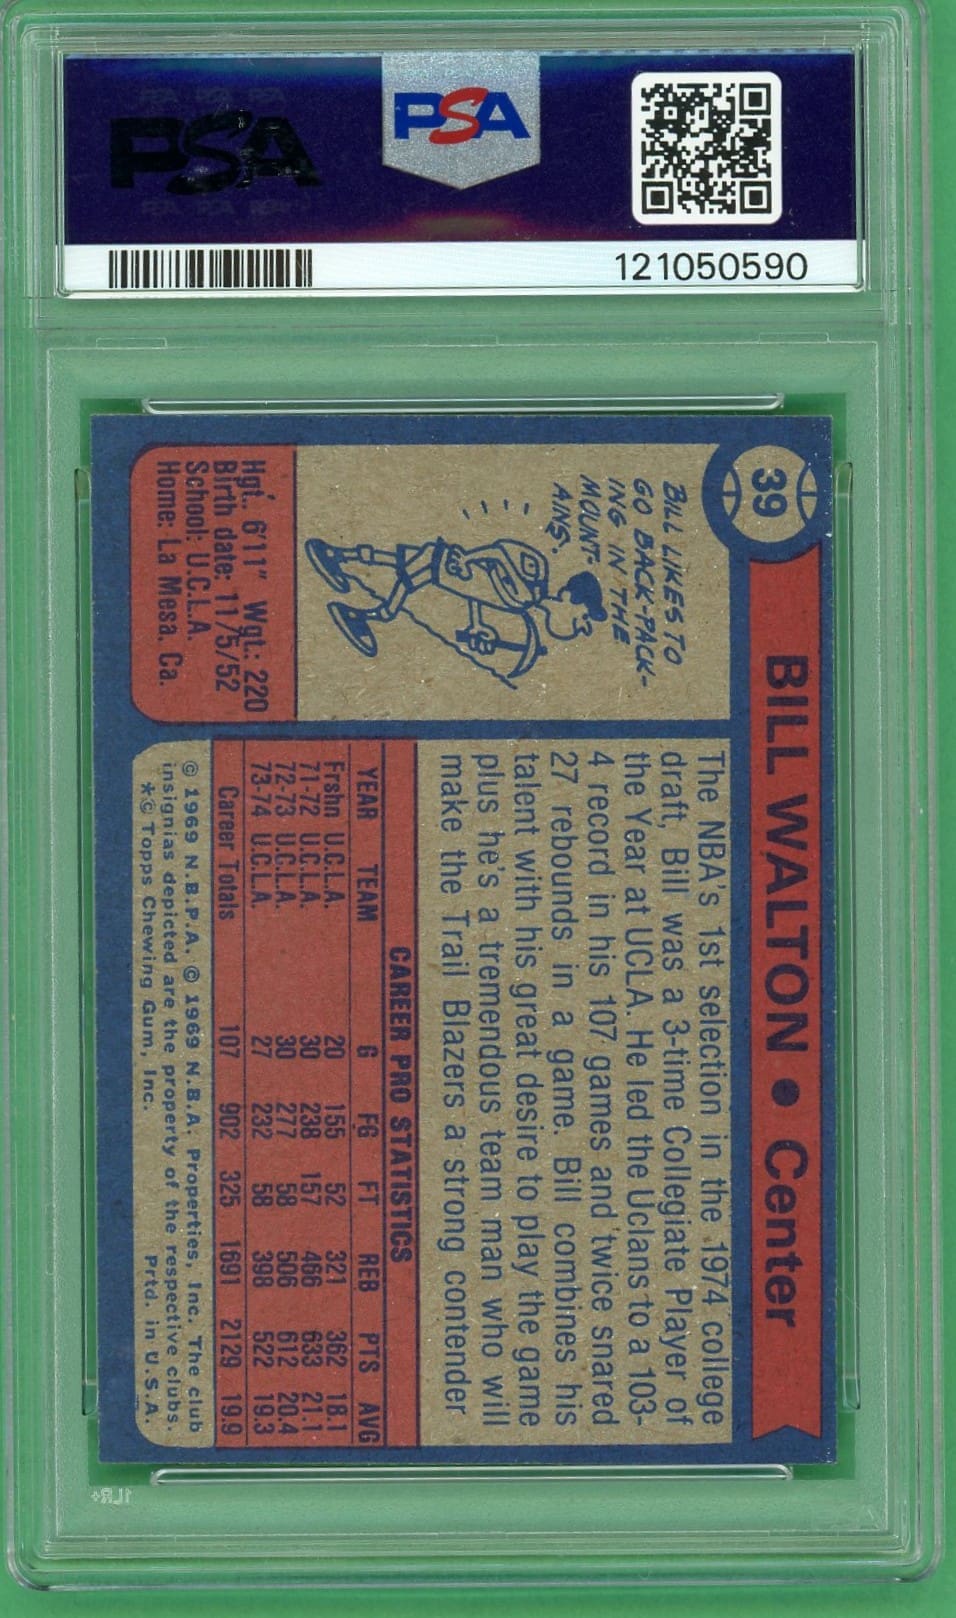 PSA PSA PSA
PSA
PSA PSA PSA
PSA
121050590
39
BILL WALTON • Center
BILL LIKES TO
GO BACK-PACK-
ING IN THE
MOUNT-
AINS.
Hgt.. 6'11" Wgt.: 220
Birth date: 11/5/52
School: U.C.L.A.
Home: La Mesa, Ca.
The NBA's 1st selection in the 1974 college
draft, Bill was a 3-time Collegiate Player of
the Year at UCLA. He led the Uclans to a 103-
4 record in his 107 games and twice snared
27 rebounds in a game. Bill combines his
talent with his great desire to play the game
plus he's a tremendous team man who will
make the Trail Blazers a strong contender
CAREER PRO STATISTICS
YEAR TEAM G FG FT REB PTS AVG
Frshn U.C.L.A. 20 155 52 321 362 18.1
71-72 U.C.L.A. 30 238 157 466 633 21.1
72-73 U.C.L.A. 30 277 58 506 612 20.4
73-74 U.C.L.A. 27 232 58 398 522 19.3
Career Totals 107 902 325 1691 2129 19.9
© 1969 N.B.P.A. © 1969 N.B.A. Properties, Inc. The club
insignias depicted are the property of the respective clubs.
*© Topps Chewing Gum, Inc. Prtd. in U.S.A.
1LR+